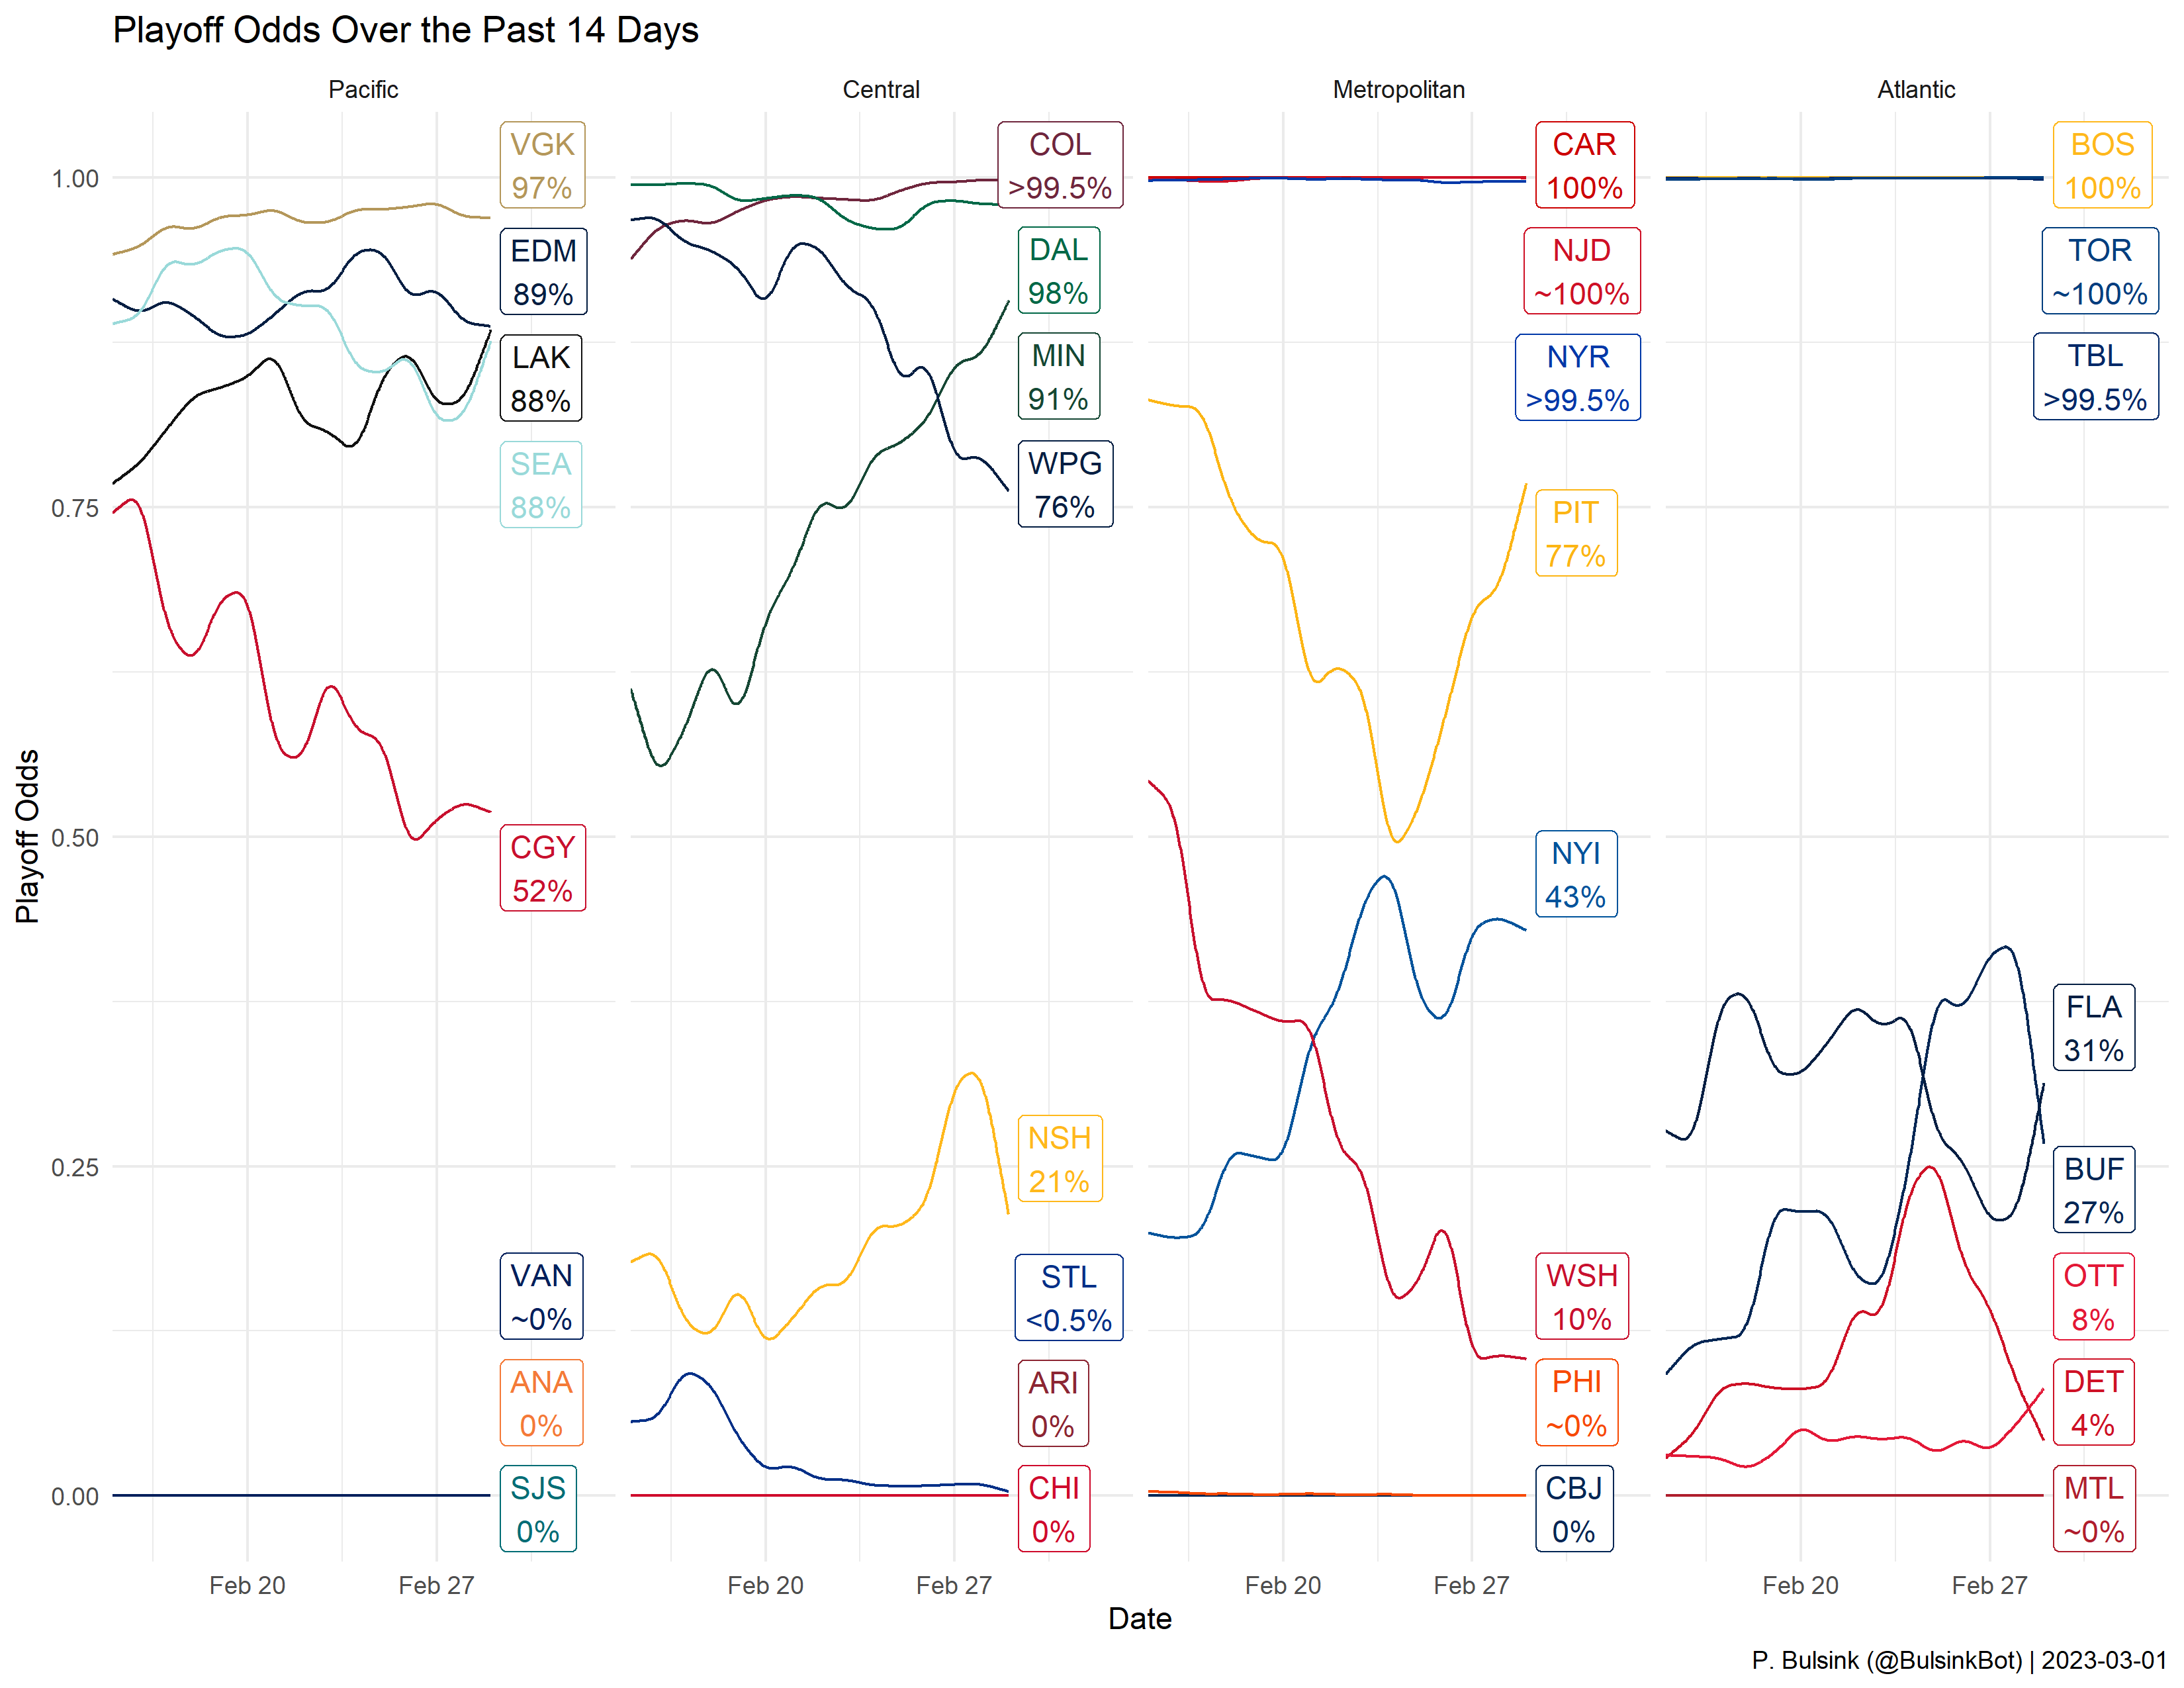 Playoff Odds Over the Past 14 Days
Pacific
Central
Metropolitan
Atlantic
Playoff Odds
1.00
0.75
0.50
0.25
0.00
VGK
97%
EDM
89%
LAK
88%
SEA
88%
CGY
52%
VAN
~0%
ANA
0%
SJS
0%
COL
>99.5%
DAL
98%
MIN
91%
WPG
76%
NSH
21%
STL
<0.5%
ARI
0%
CHI
0%
CAR
100%
NJD
~100%
NYR
>99.5%
PIT
77%
NYI
43%
WSH
10%
PHI
~0%
CBJ
0%
BOS
100%
TOR
~100%
TBL
>99.5%
FLA
31%
BUF
27%
OTT
8%
DET
4%
MTL
~0%
Feb 20
Feb 27
Feb 20
Feb 27
Feb 20
Feb 27
Feb 20
Feb 27
Date
P. Bulsink (@BulsinkBot) | 2023-03-01